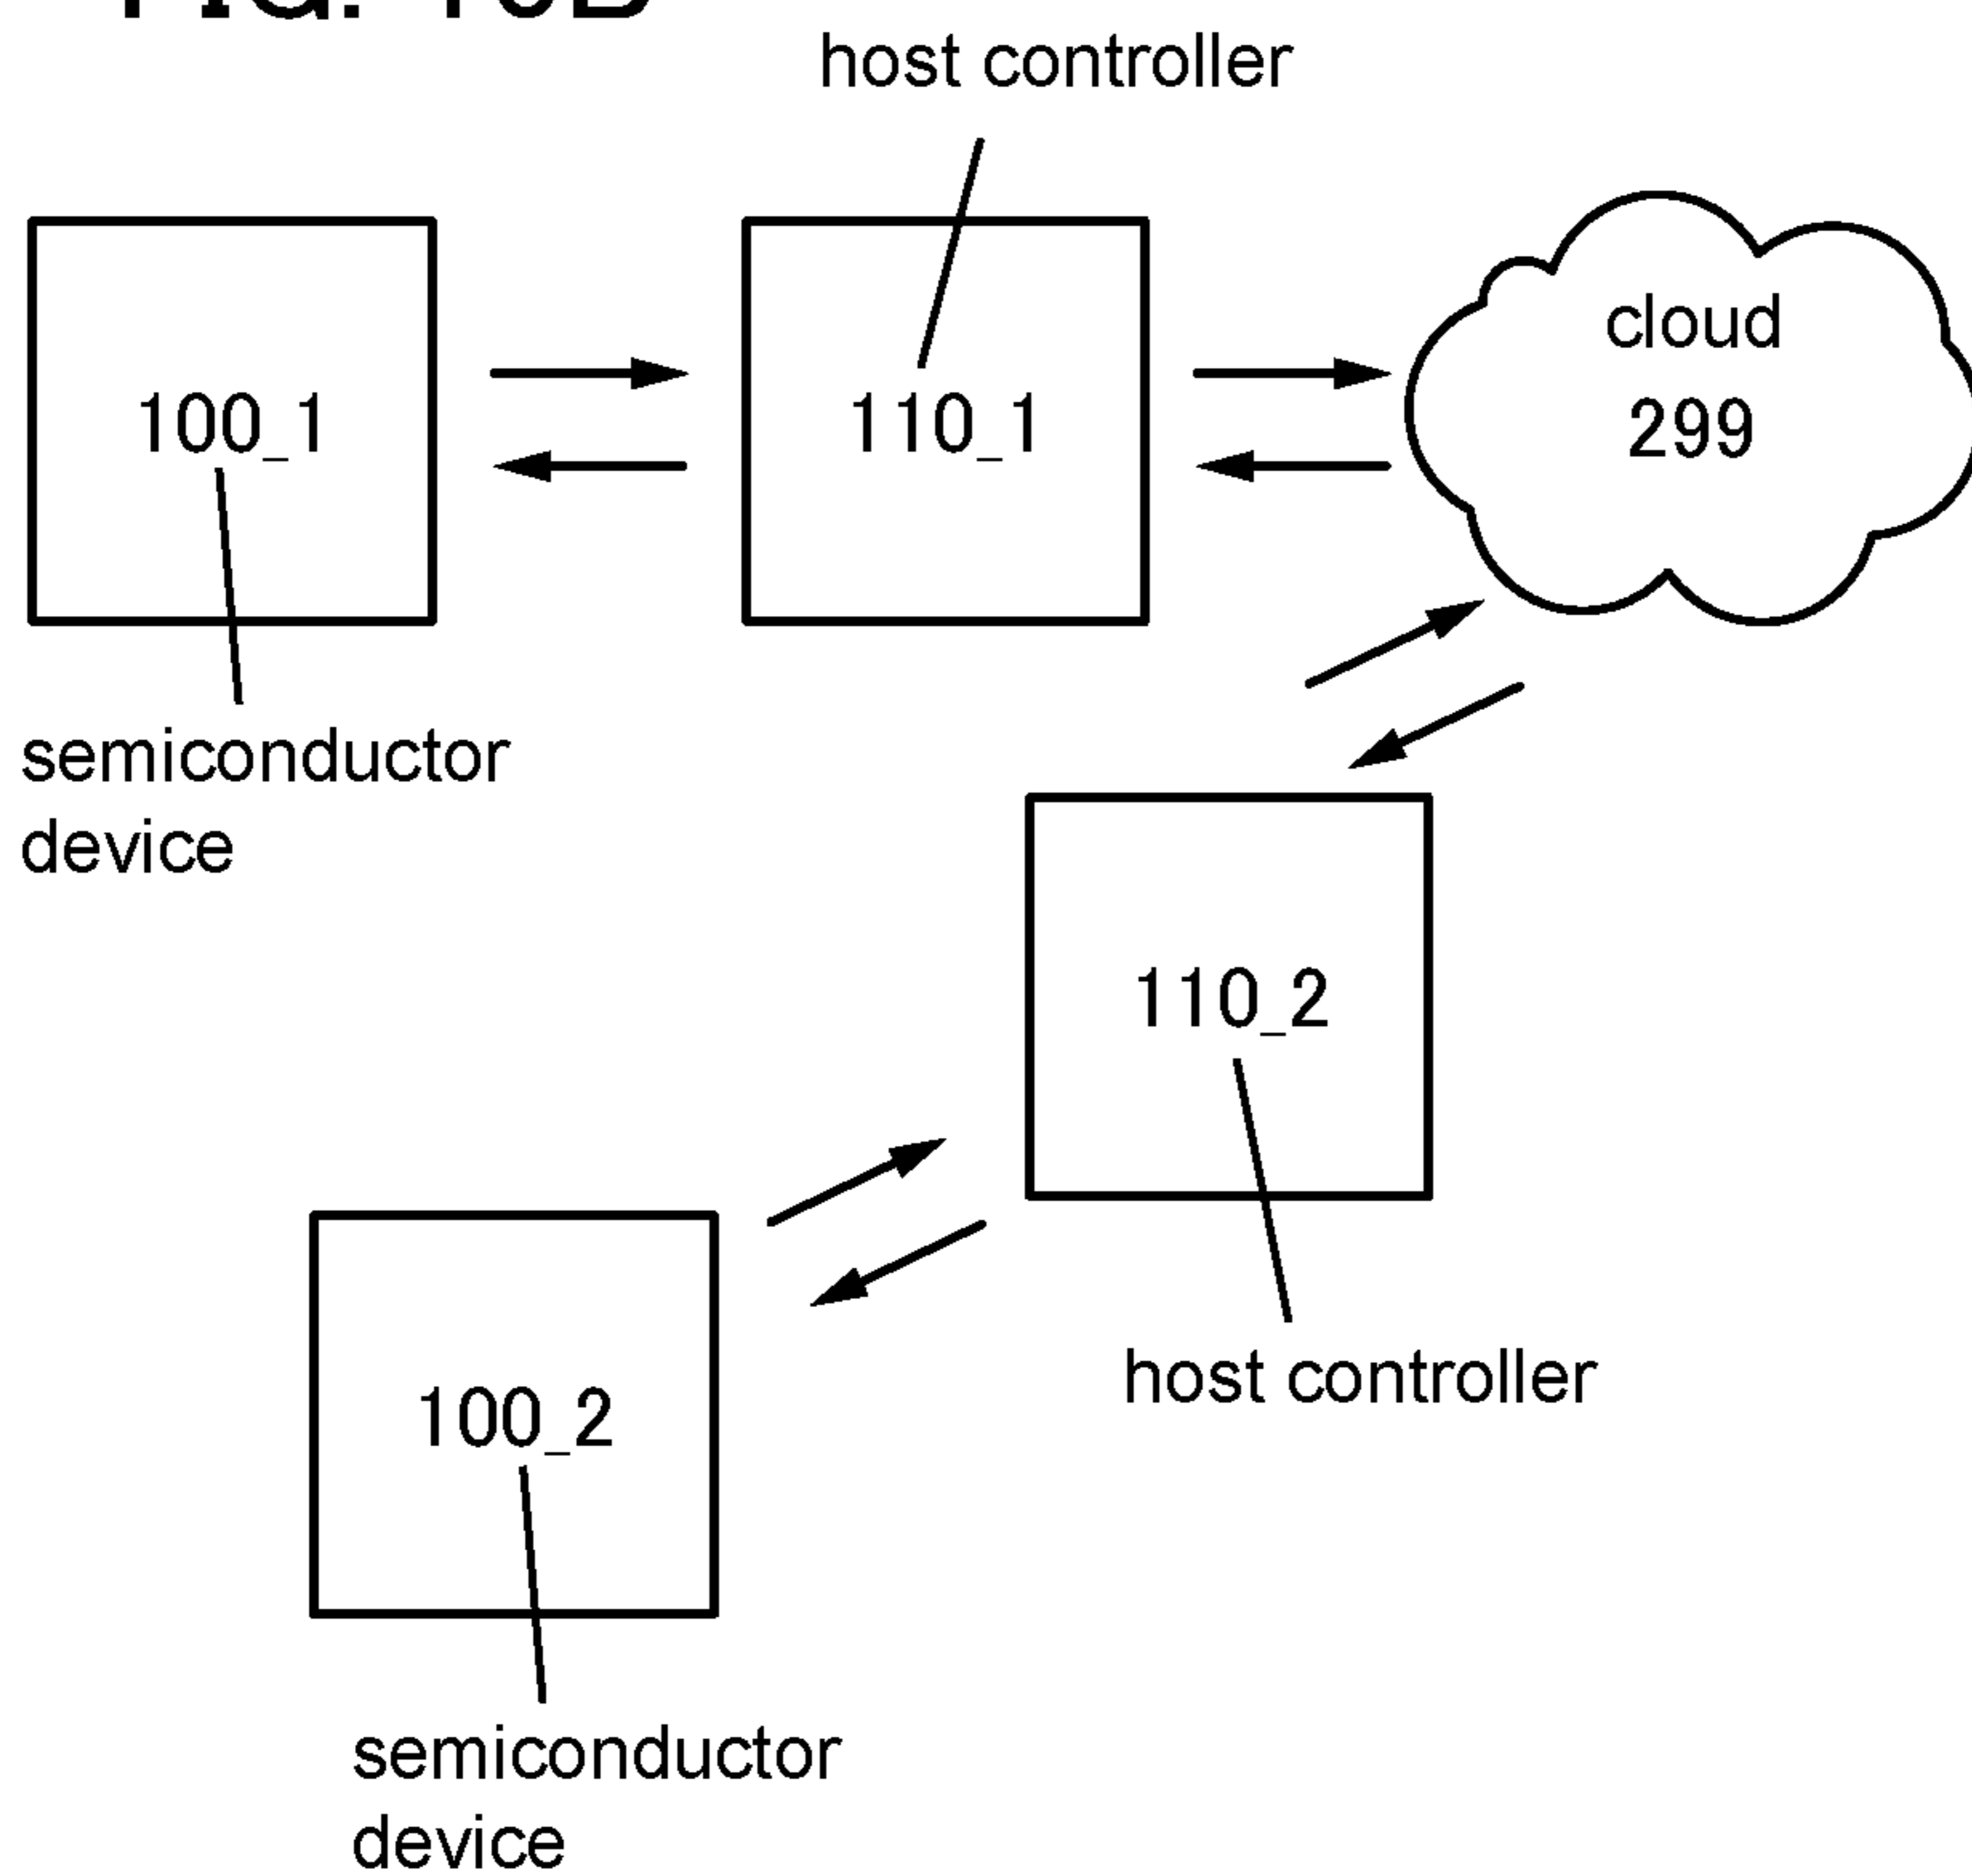 host controller
cloud
299
100_1
110_1
semiconductor
device
110_2
host controller
100_2
semiconductor
device